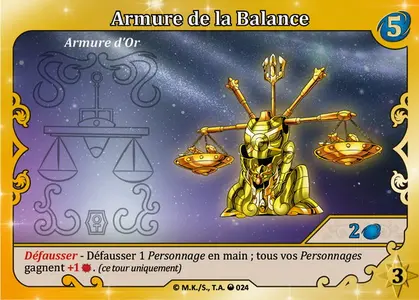 Armure de la Balance
5
Armure d'Or
2
Défausser - Défausser 1 Personnage en main ; tous vos Personnages
gagnent +1. (ce tour uniquement)
3
© M.K./S., T.A. 024